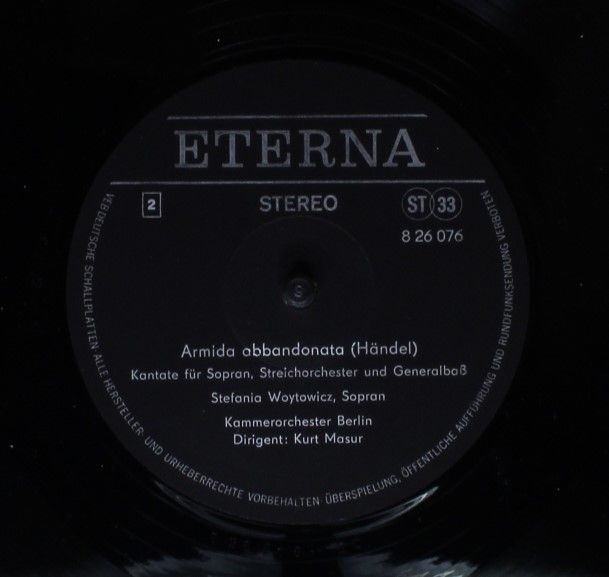 ETERNA
2
STEREO
ST 33
8 26 076
Armida abbandonata (Händel)
Kantate für Sopran, Streichorchester und Generalbaß
Stefania Woytowicz, Sopran
Kammerorchester Berlin
Dirigent: Kurt Masur
VEB DEUTSCHE SCHALLPLATTEN · ALLE HERSTELLER- UND URHEBERRECHTE VORBEHALTEN · ÜBERSPIELUNG, ÖFFENTLICHE AUFFÜHRUNG UND RUNDFUNKSENDUNG VERBOTEN